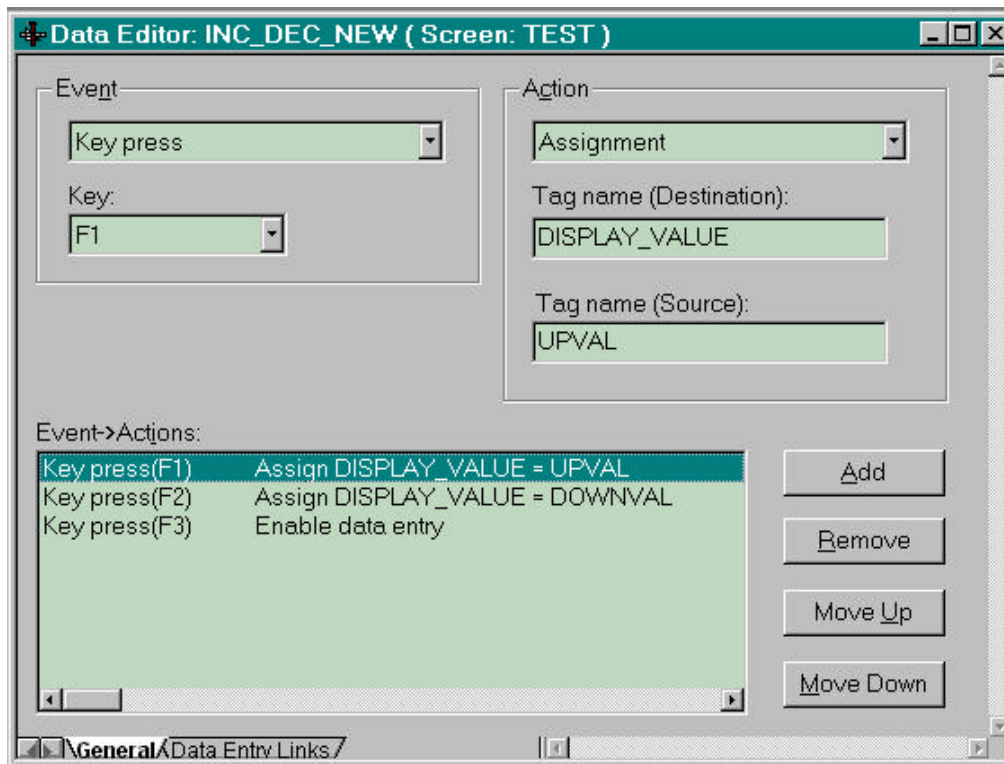 Data Editor: INC_DEC_NEW ( Screen: TEST )
Event
Key press
Key:
F1
Action
Assignment
Tag name (Destination):
DISPLAY_VALUE
Tag name (Source):
UPVAL
Event->Actions:
Key press(F1) Assign DISPLAY_VALUE = UPVAL
Key press(F2) Assign DISPLAY_VALUE = DOWNVAL
Key press(F3) Enable data entry
Add
Remove
Move Up
Move Down
General Data Entry Links